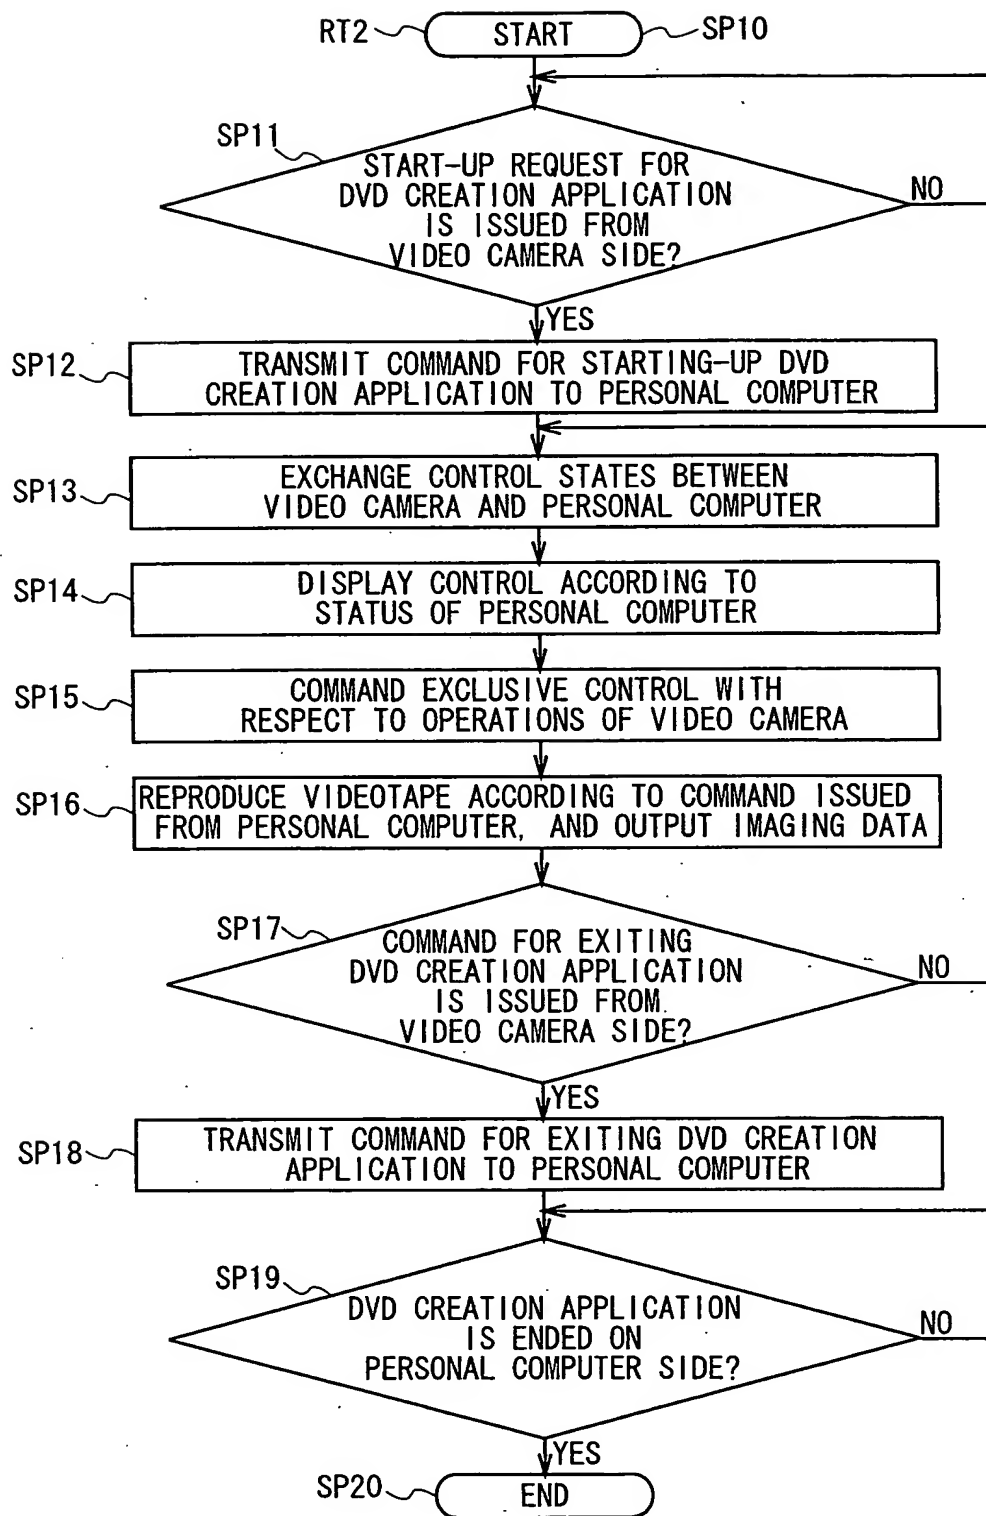 RT2
START
SP10
SP11
START-UP REQUEST FOR
DVD CREATION APPLICATION
IS ISSUED FROM
VIDEO CAMERA SIDE?
NO
YES
SP12
TRANSMIT COMMAND FOR STARTING-UP DVD
CREATION APPLICATION TO PERSONAL COMPUTER
SP13
EXCHANGE CONTROL STATES BETWEEN
VIDEO CAMERA AND PERSONAL COMPUTER
SP14
DISPLAY CONTROL ACCORDING TO
STATUS OF PERSONAL COMPUTER
SP15
COMMAND EXCLUSIVE CONTROL WITH
RESPECT TO OPERATIONS OF VIDEO CAMERA
SP16
REPRODUCE VIDEOTAPE ACCORDING TO COMMAND ISSUED
FROM PERSONAL COMPUTER, AND OUTPUT IMAGING DATA
SP17
COMMAND FOR EXITING
DVD CREATION APPLICATION
IS ISSUED FROM
VIDEO CAMERA SIDE?
NO
YES
SP18
TRANSMIT COMMAND FOR EXITING DVD CREATION
APPLICATION TO PERSONAL COMPUTER
SP19
DVD CREATION APPLICATION
IS ENDED ON
PERSONAL COMPUTER SIDE?
NO
YES
SP20
END